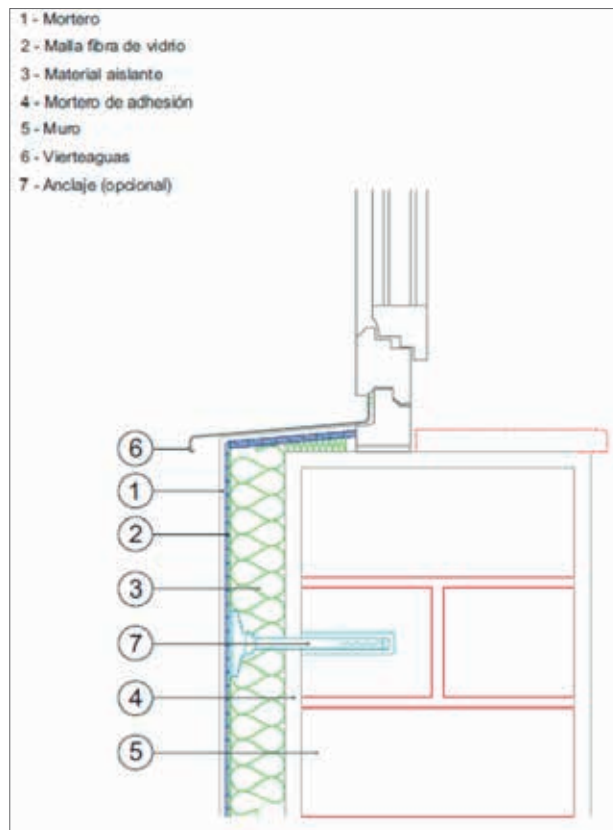 1 - Mortero
2 - Malla fibra de vidrio
3 - Material aislante
4 - Mortero de adhesión
5 - Muro
6 - Vierteaguas
7 - Anclaje (opcional)
6
1
2
3
7
4
5